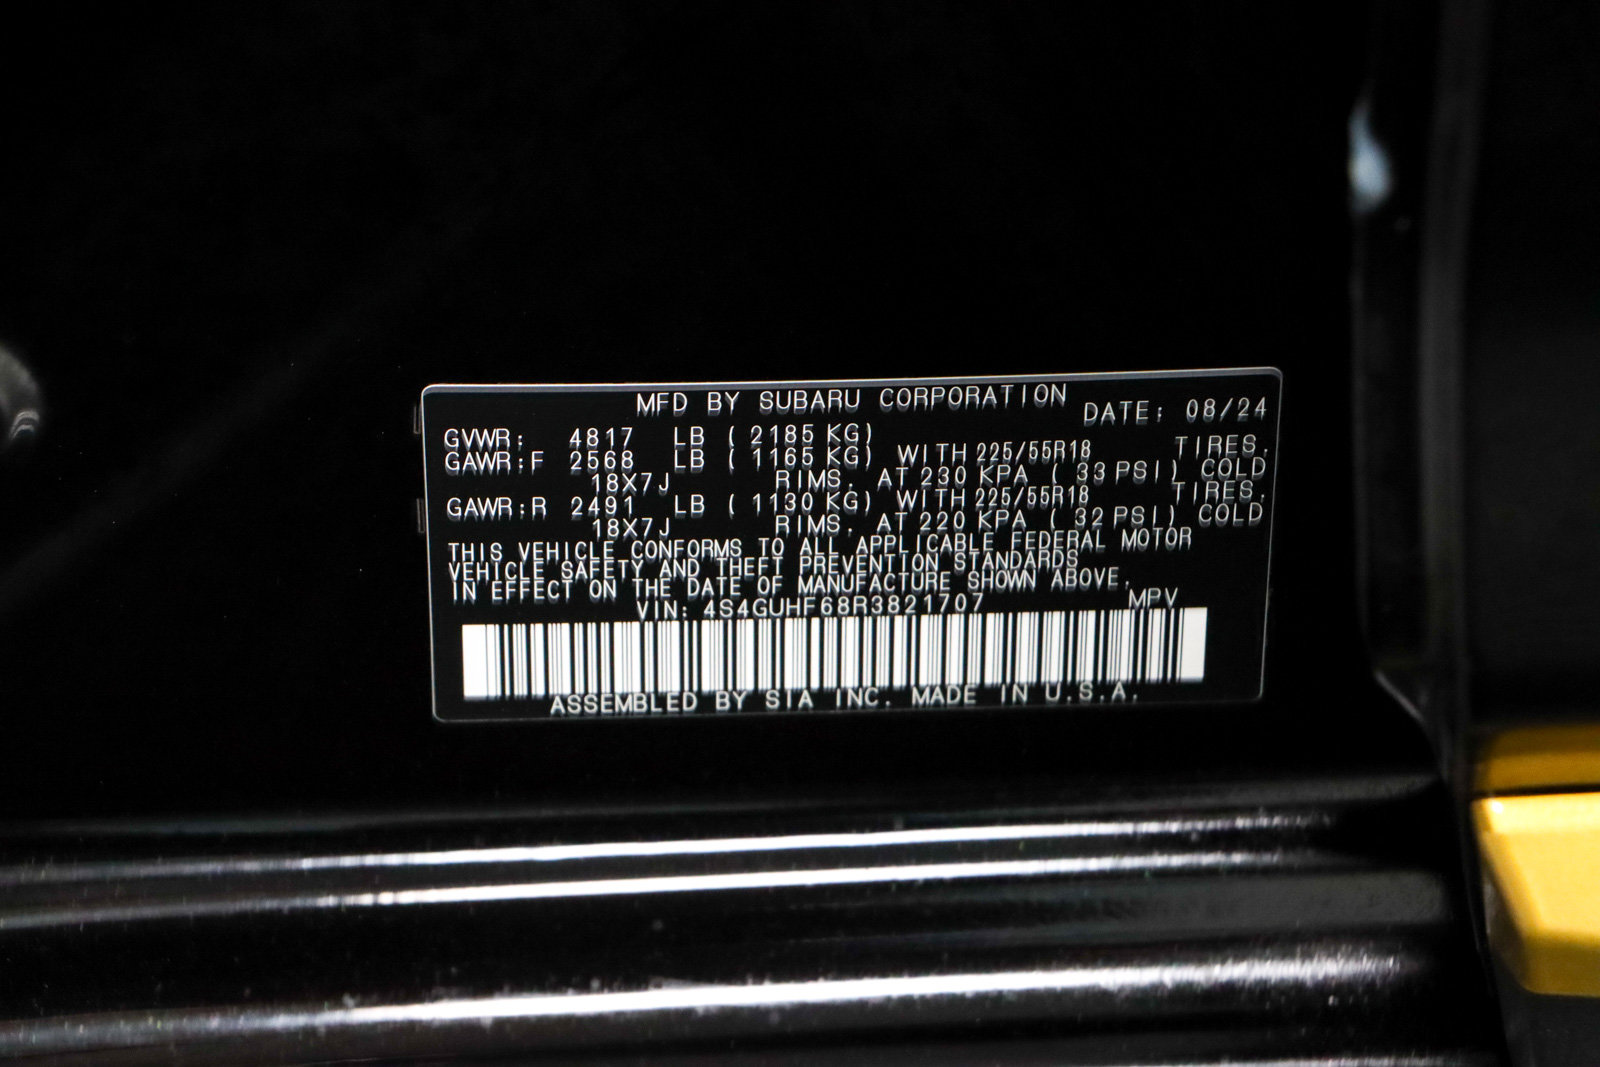 MFD BY SUBARU CORPORATION DATE: 08/24
GVWR: 4817 LB ( 2185 KG)
GAWR:F 2568 LB ( 1165 KG) WITH 225/55R18 TIRES.
18X7J RIMS. AT 230 KPA ( 33 PSI) COLD
GAWR:R 2491 LB ( 1130 KG) WITH 225/55R18 TIRES.
18X7J RIMS. AT 220 KPA ( 32 PSI) COLD
THIS VEHICLE CONFORMS TO ALL APPLICABLE FEDERAL MOTOR
VEHICLE SAFETY AND THEFT PREVENTION STANDARDS
IN EFFECT ON THE DATE OF MANUFACTURE SHOWN ABOVE.
VIN: 4S4GUHF68R3821707 MPV
ASSEMBLED BY SIA INC. MADE IN U.S.A.